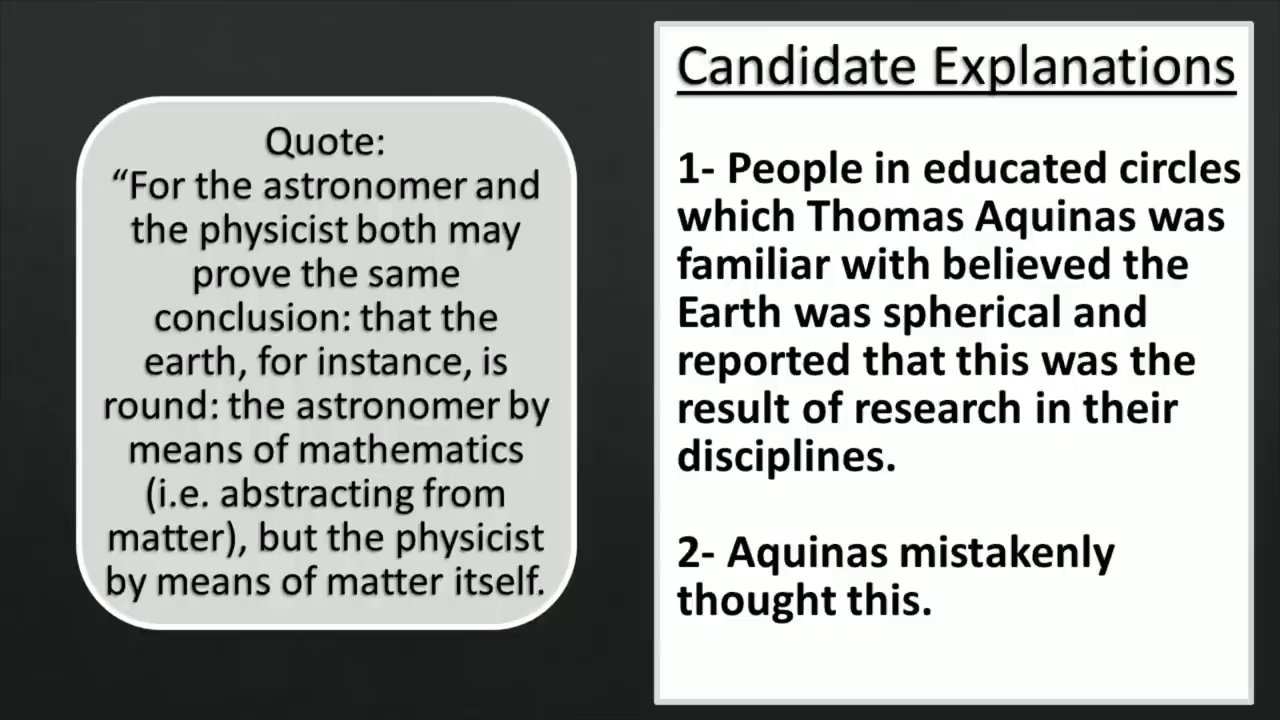 Quote:
“For the astronomer and
the physicist both may
prove the same
conclusion: that the
earth, for instance, is
round: the astronomer by
means of mathematics
(i.e. abstracting from
matter), but the physicist
by means of matter itself.
Candidate Explanations
1- People in educated circles
which Thomas Aquinas was
familiar with believed the
Earth was spherical and
reported that this was the
result of research in their
disciplines.
2- Aquinas mistakenly
thought this.